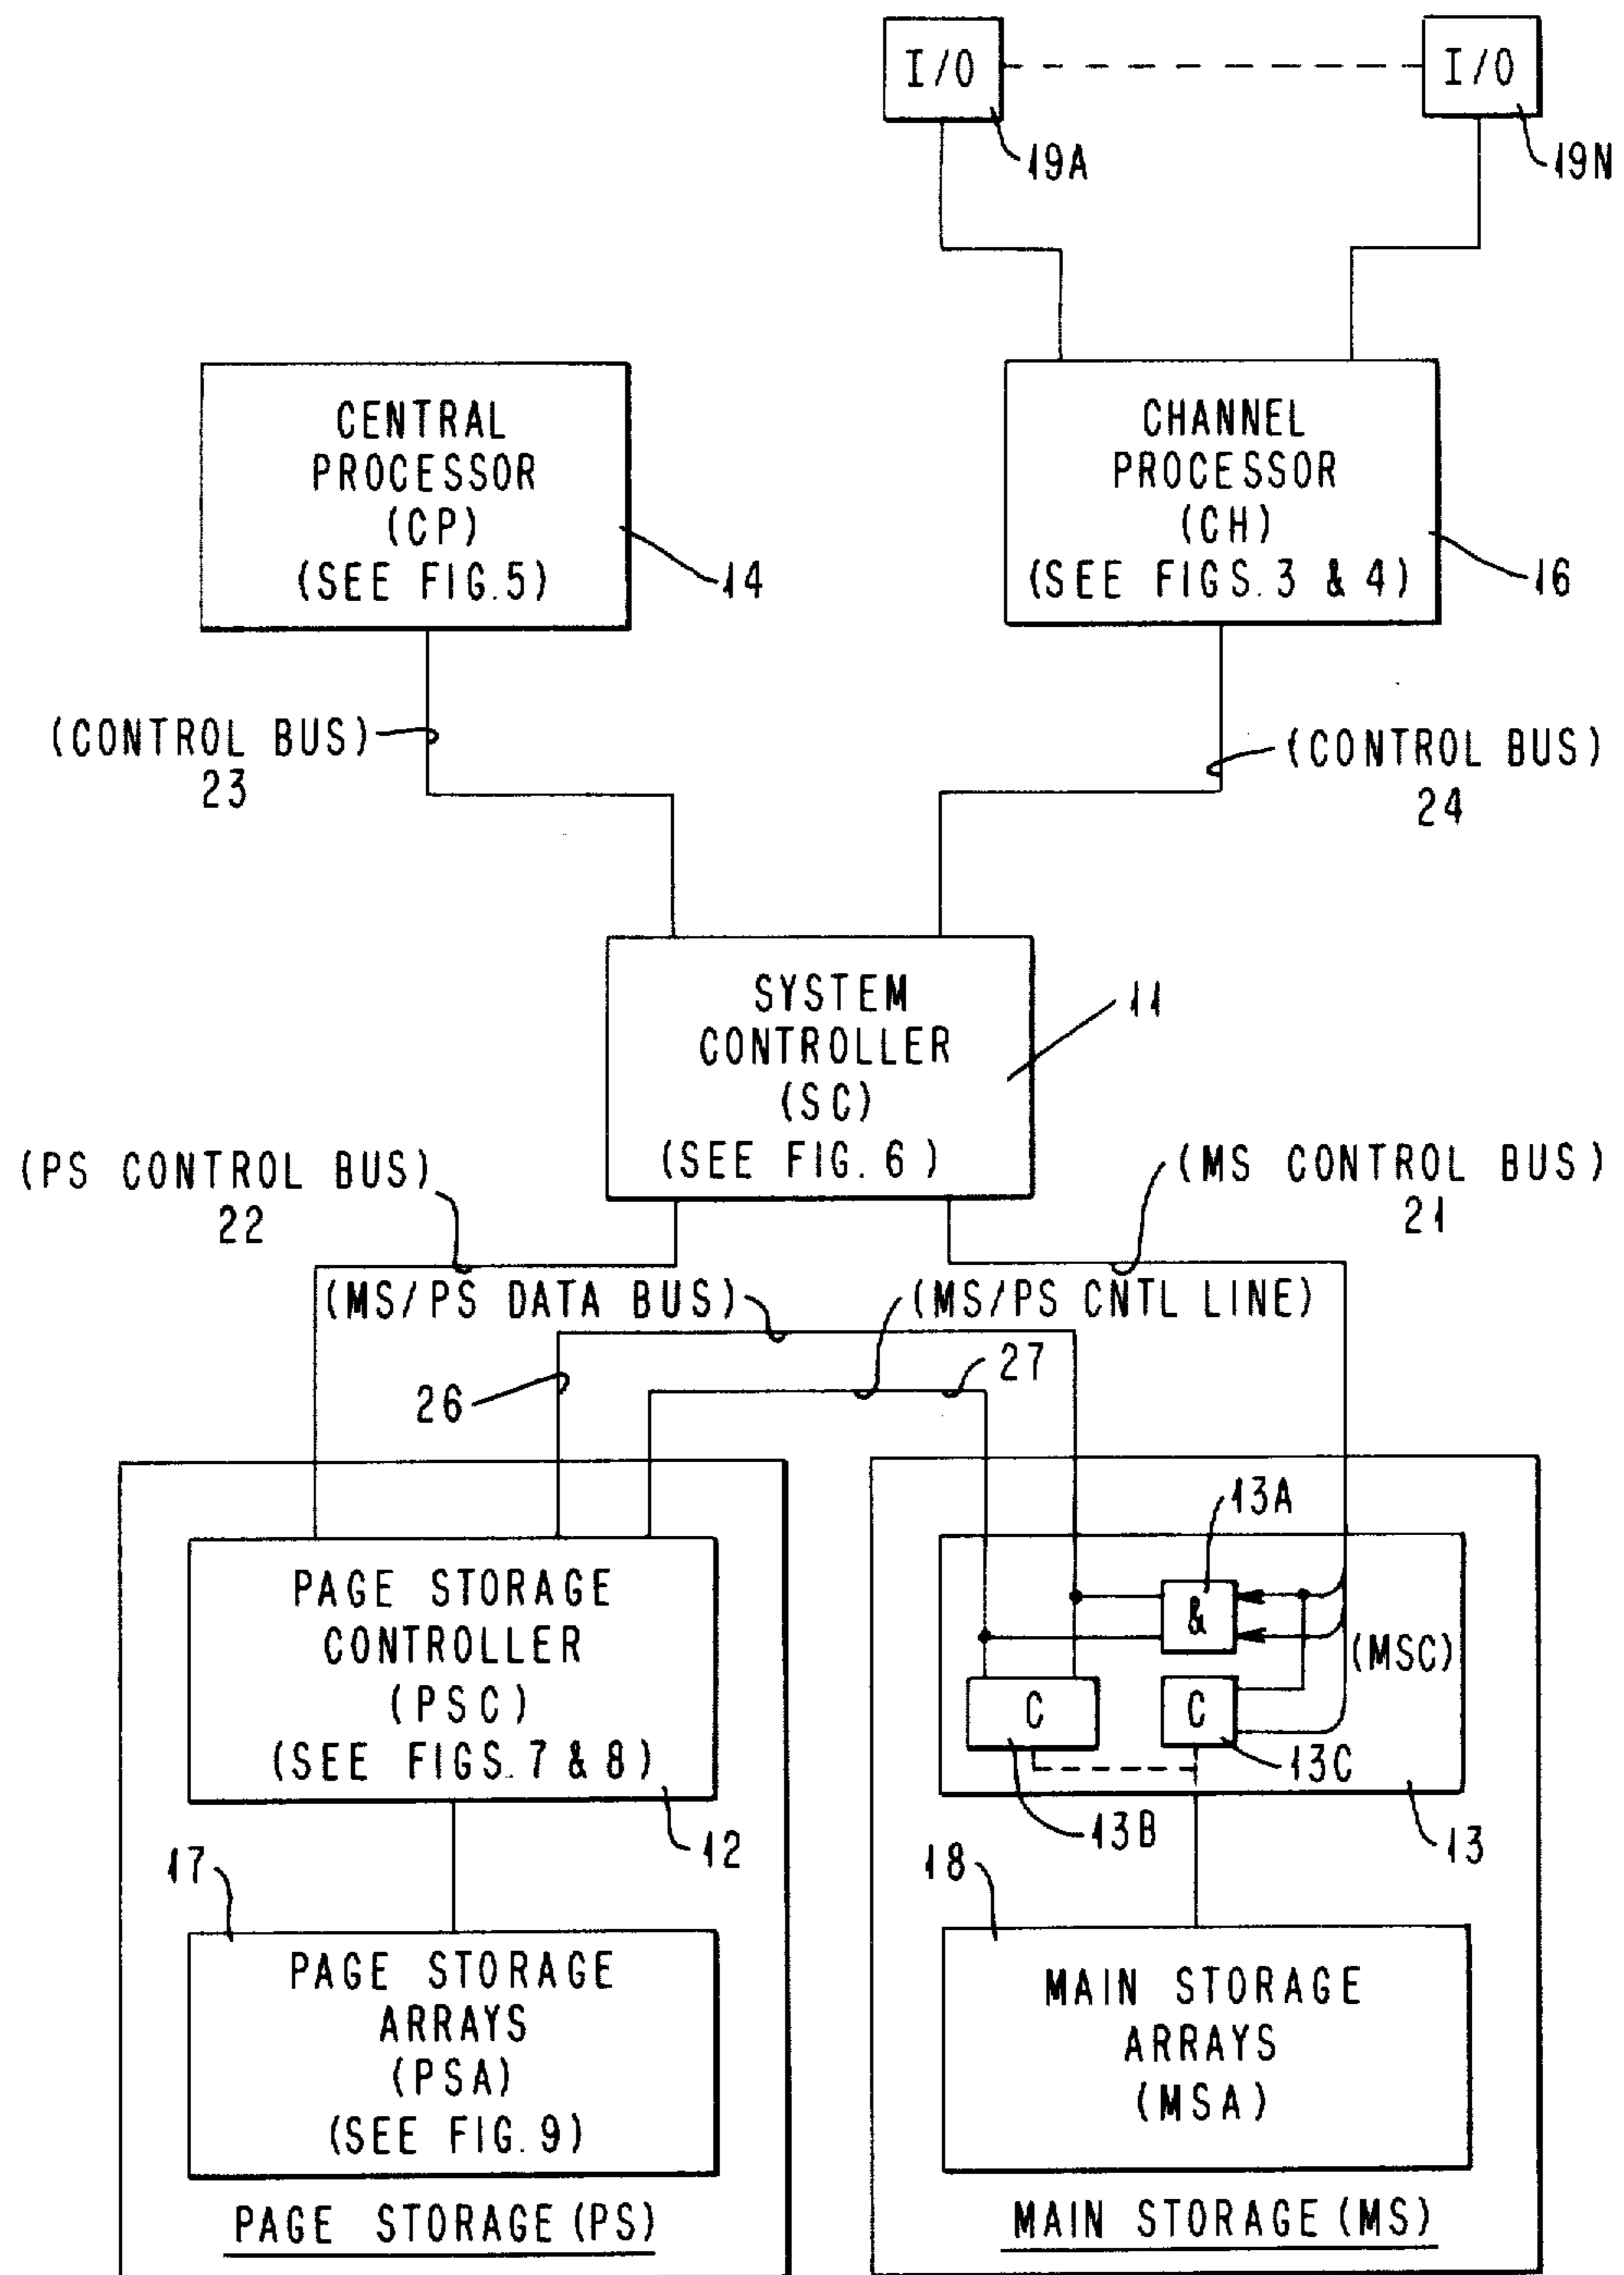 I/O
I/O
19A
19N
CENTRAL
PROCESSOR
(CP)
(SEE FIG.5)
14
CHANNEL
PROCESSOR
(CH)
(SEE FIGS.3 & 4)
16
(CONTROL BUS)
23
(CONTROL BUS)
24
SYSTEM
CONTROLLER
(SC)
(SEE FIG.6)
11
(PS CONTROL BUS)
22
(MS CONTROL BUS)
21
(MS/PS DATA BUS)
(MS/PS CNTL LINE)
26
27
PAGE STORAGE
CONTROLLER
(PSC)
(SEE FIGS.7 & 8)
12
13A
&
(MSC)
C
C
13C
13B
13
17
PAGE STORAGE
ARRAYS
(PSA)
(SEE FIG.9)
PAGE STORAGE (PS)
18
MAIN STORAGE
ARRAYS
(MSA)
MAIN STORAGE (MS)